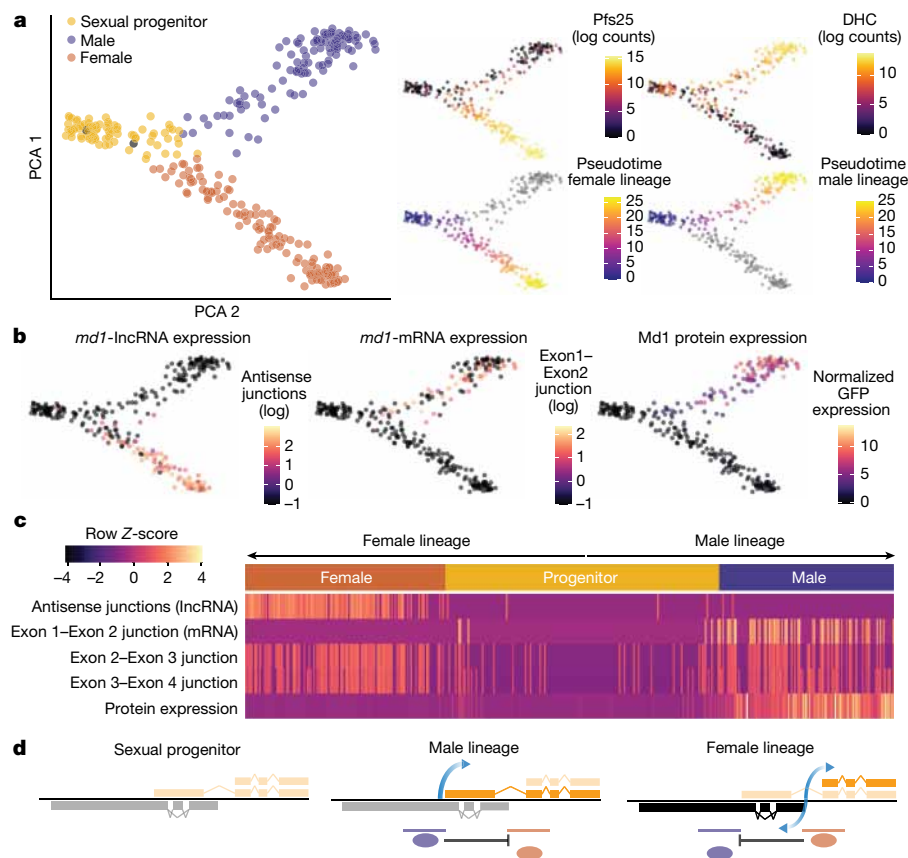 a
Sexual progenitor
Male
Female
PCA 1
PCA 2
Pfs25
(log counts)
15
10
5
0
DHC
(log counts)
10
5
0
Pseudotime
female lineage
25
20
15
10
5
0
Pseudotime
male lineage
25
20
15
10
5
0
b
md1-lncRNA expression
Antisense
junctions
(log)
2
1
0
−1
md1-mRNA expression
Exon1–
Exon2
junction
(log)
2
1
0
−1
Md1 protein expression
Normalized
GFP
expression
10
5
0
c
Row Z-score
−4 −2 0 2 4
Female lineage
Male lineage
Female
Progenitor
Male
Antisense junctions (lncRNA)
Exon 1–Exon 2 junction (mRNA)
Exon 2–Exon 3 junction
Exon 3–Exon 4 junction
Protein expression
d
Sexual progenitor
Male lineage
Female lineage